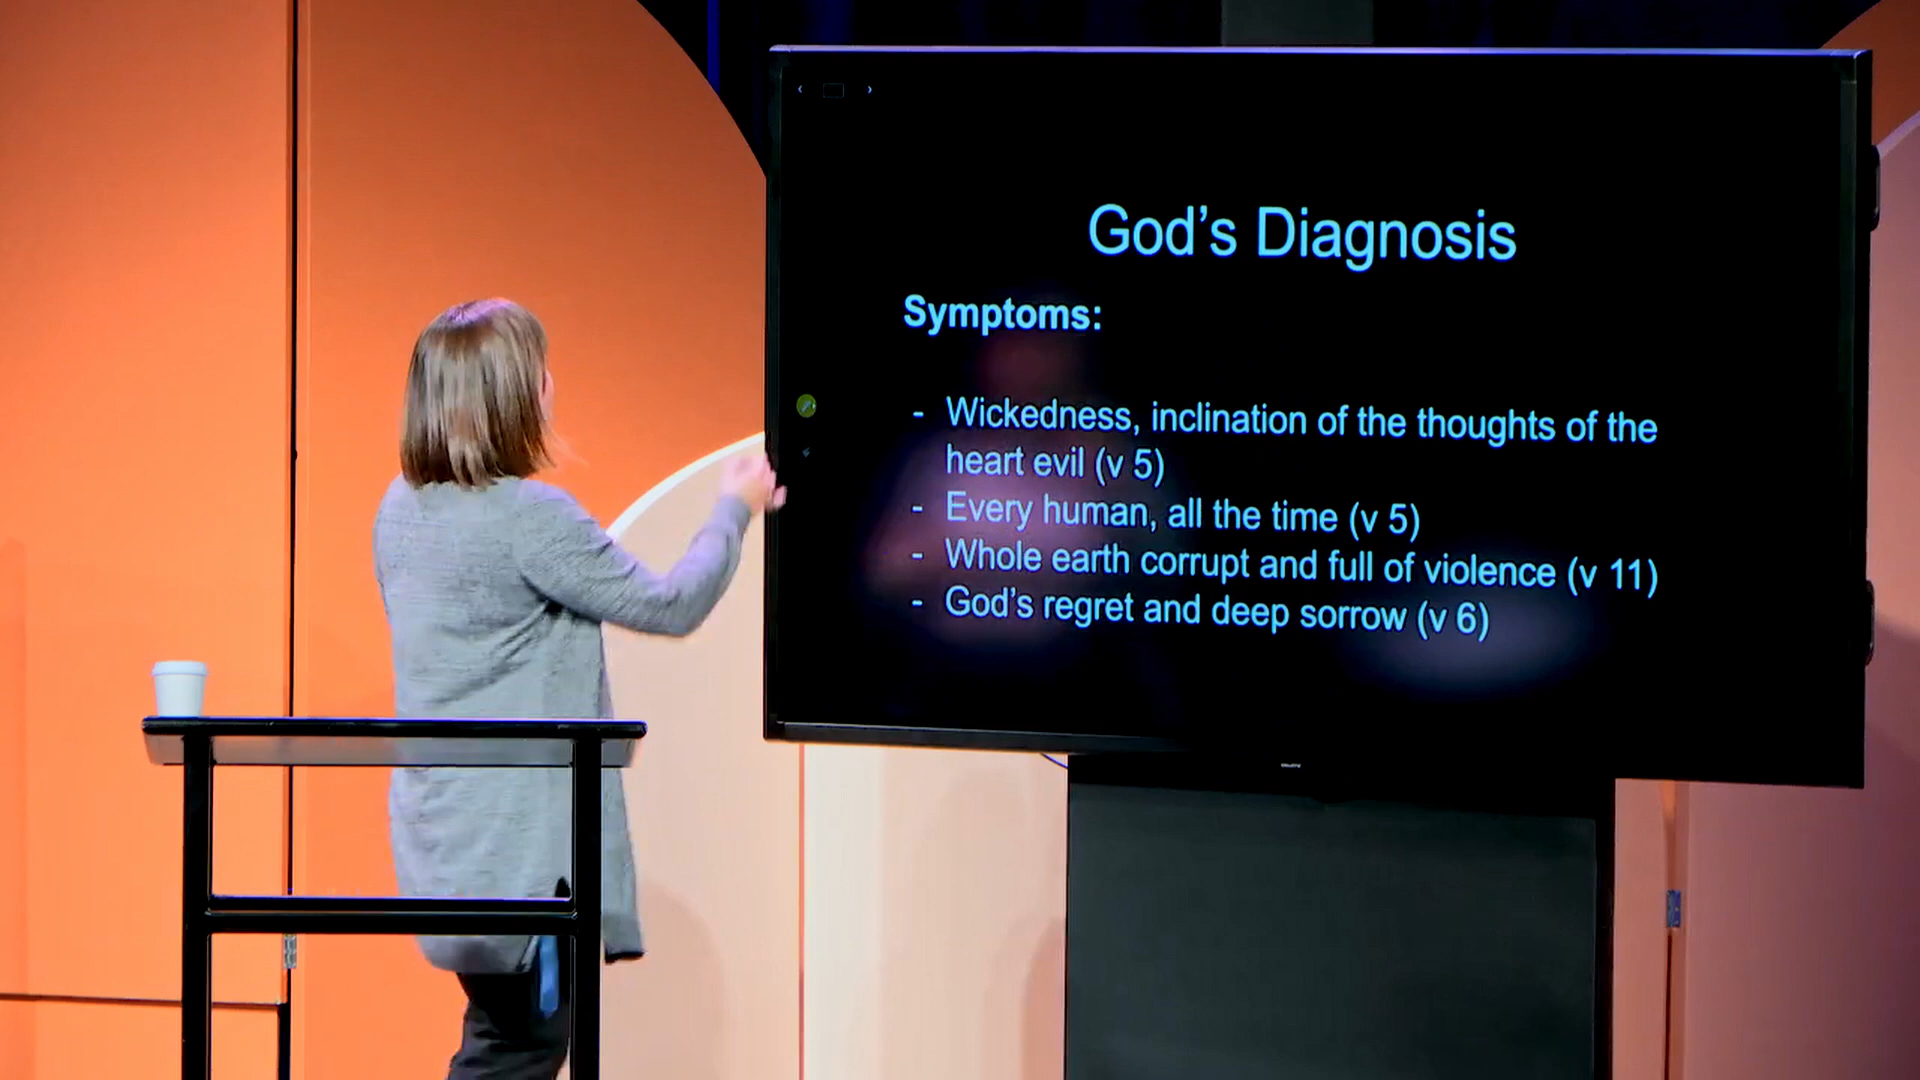 God's Diagnosis
Symptoms:
- Wickedness, inclination of the thoughts of the
heart evil (v 5)
- Every human, all the time (v 5)
- Whole earth corrupt and full of violence (v 11)
- God's regret and deep sorrow (v 6)